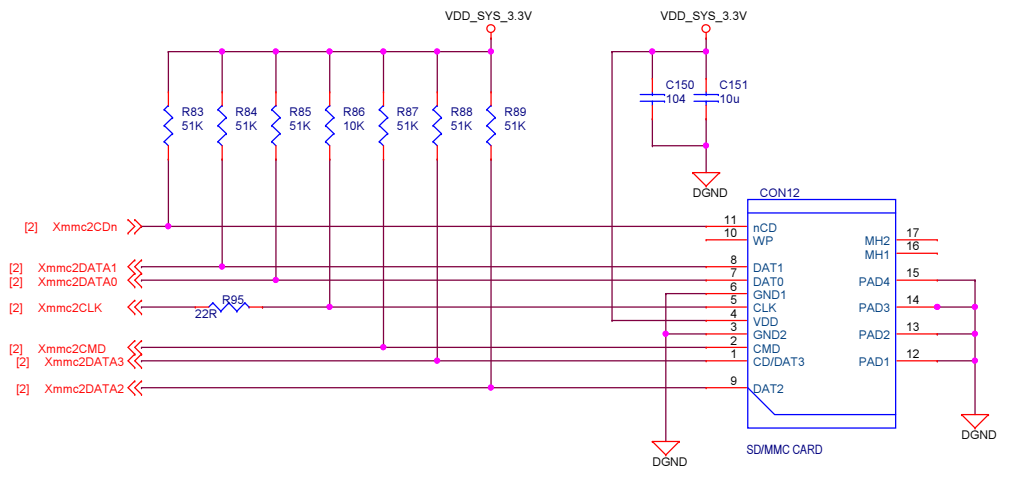 VDD_SYS_3.3V
VDD_SYS_3.3V
R83
51K
R84
51K
R85
51K
R86
10K
R87
51K
R88
51K
R89
51K
C150
104
C151
10u
DGND
CON12
[2] Xmmc2CDn
11 nCD
10 WP
MH2 17
MH1 16
[2] Xmmc2DATA1
8 DAT1
[2] Xmmc2DATA0
7 DAT0
PAD4 15
6 GND1
[2] Xmmc2CLK
R95
22R
5 CLK
PAD3 14
4 VDD
3 GND2
PAD2 13
[2] Xmmc2CMD
2 CMD
[2] Xmmc2DATA3
1 CD/DAT3
PAD1 12
[2] Xmmc2DATA2
9 DAT2
DGND
SD/MMC CARD
DGND